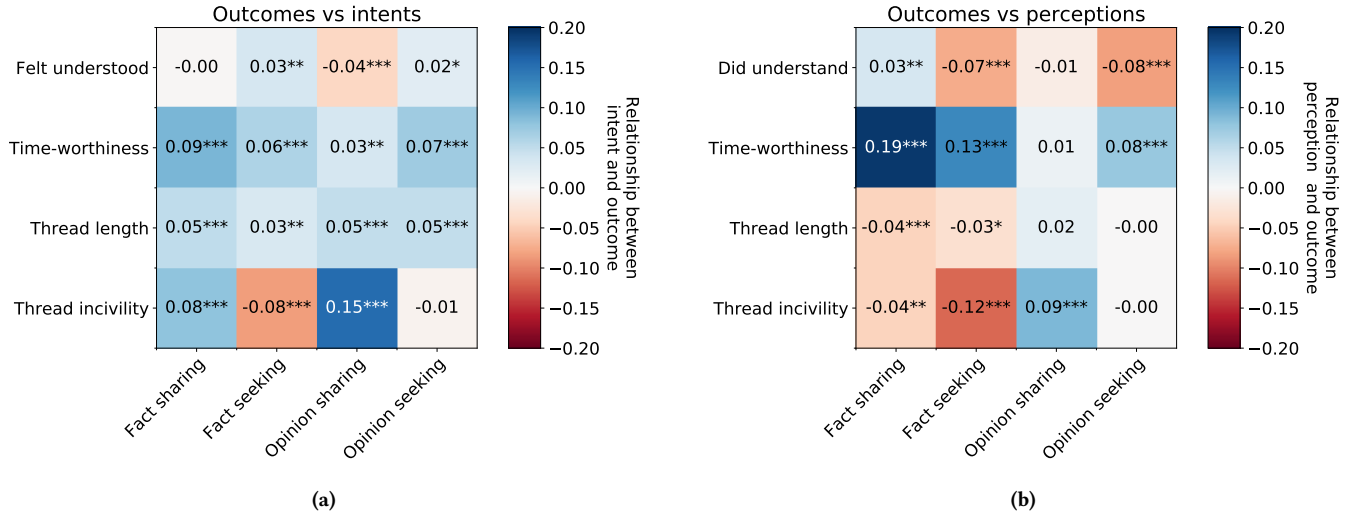 Outcomes vs intents
Felt understood -0.00 0.03** -0.04*** 0.02*
Time-worthiness 0.09*** 0.06*** 0.03** 0.07***
Thread length 0.05*** 0.03** 0.05*** 0.05***
Thread incivility 0.08*** -0.08*** 0.15*** -0.01
Fact sharing
Fact seeking
Opinion sharing
Opinion seeking
0.20
0.15
0.10
0.05
0.00
−0.05
−0.10
−0.15
−0.20
Relationship between
intent and outcome
(a)
Outcomes vs perceptions
Did understand 0.03** -0.07*** -0.01 -0.08***
Time-worthiness 0.19*** 0.13*** 0.01 0.08***
Thread length -0.04*** -0.03* 0.02 -0.00
Thread incivility -0.04** -0.12*** 0.09*** -0.00
Fact sharing
Fact seeking
Opinion sharing
Opinion seeking
0.20
0.15
0.10
0.05
0.00
−0.05
−0.10
−0.15
−0.20
Relationship between
perception and outcome
(b)